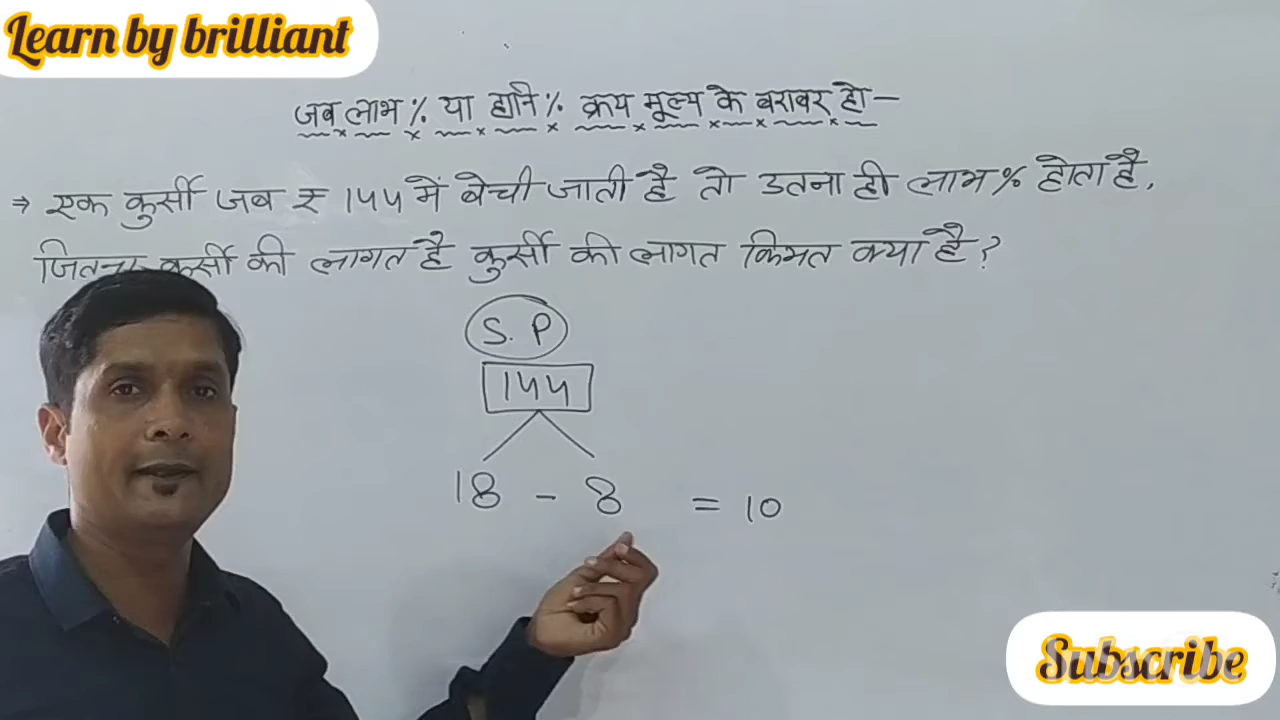 Learn by brilliant
जब लाभ% या हानि% क्रय मूल्य के बराबर हो—
⇒ एक कुर्सी जब ₹ 144 में बेची जाती है तो उतना ही लाभ% होता है,
जितना कुर्सी की लागत है कुर्सी की लागत किमत क्या है?
S. P
144
18 - 8 = 10
Subscribe